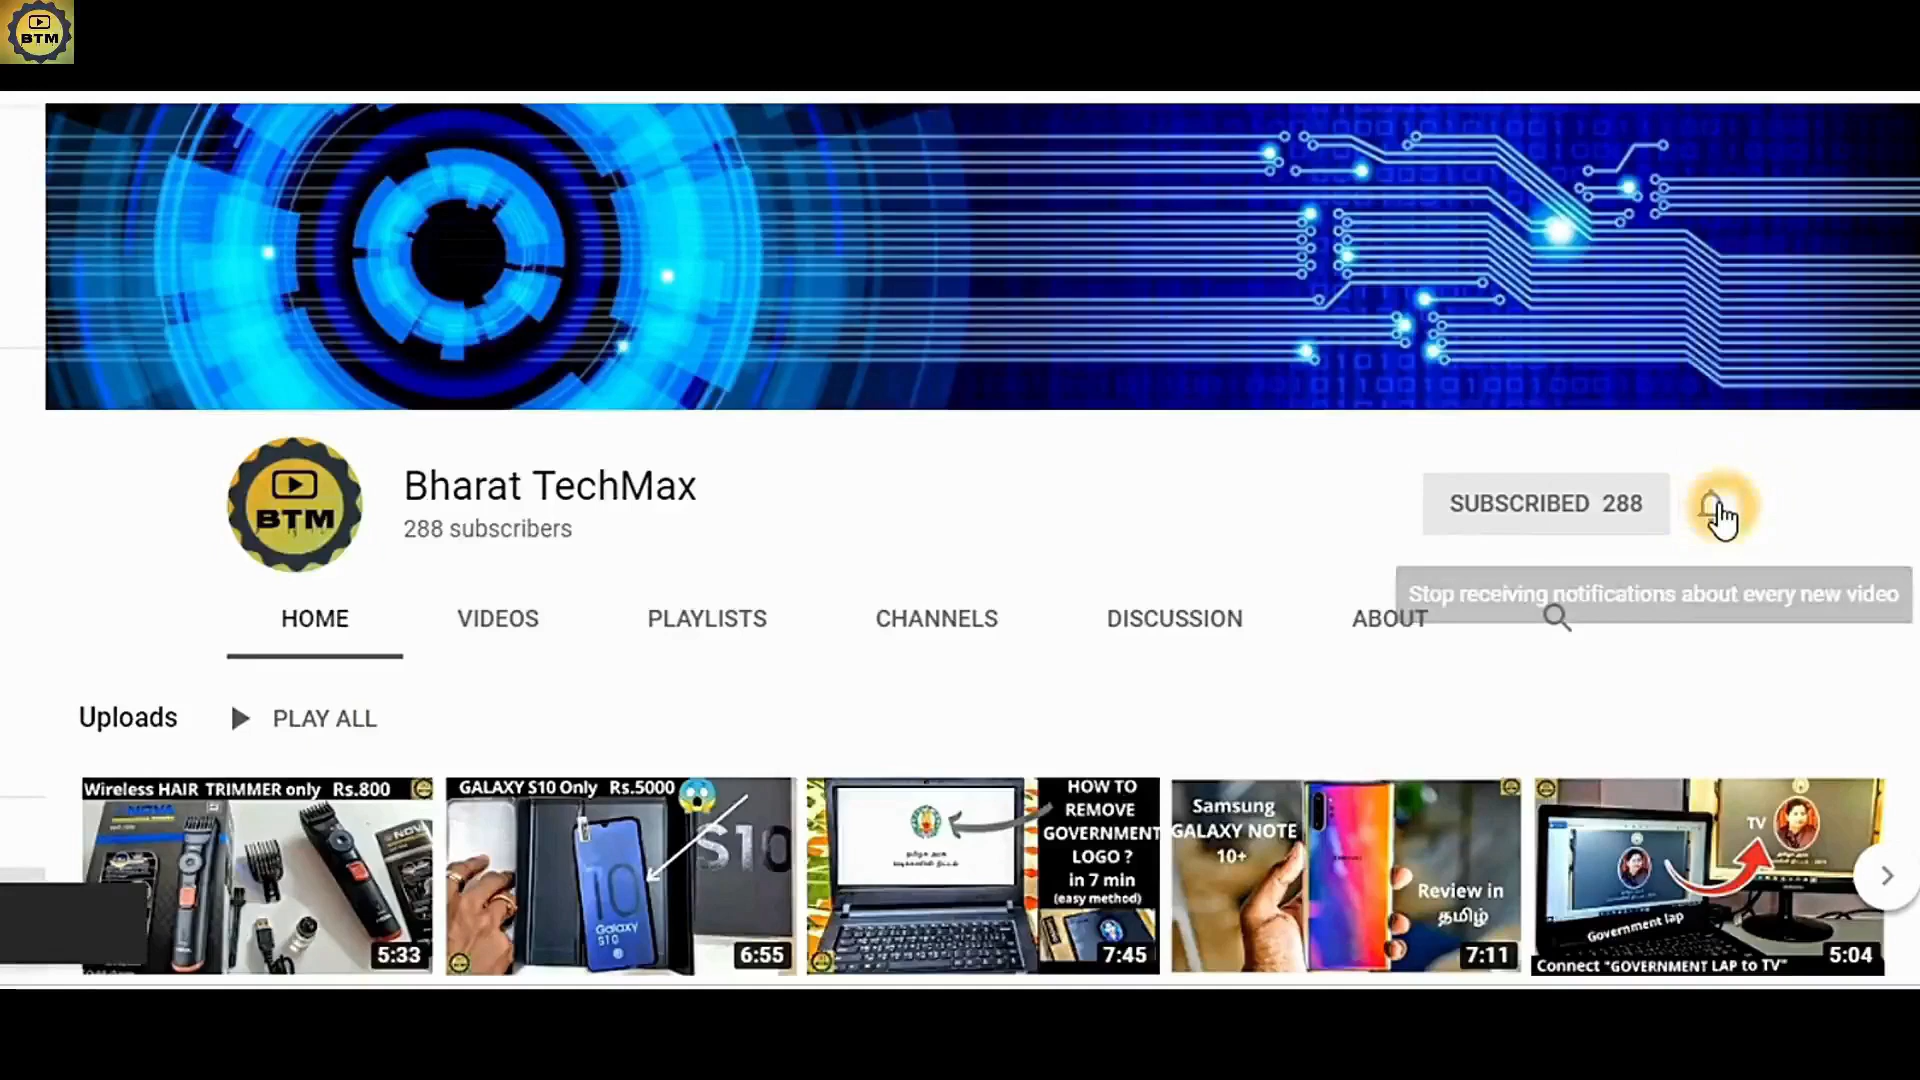 BTM
BTM
Bharat TechMax
288 subscribers
SUBSCRIBED 288
Stop receiving notifications about every new video
HOME
VIDEOS
PLAYLISTS
CHANNELS
DISCUSSION
ABOUT
Uploads
PLAY ALL
Wireless HAIR TRIMMER only Rs.800
NOVA
5:33
GALAXY S10 Only Rs.5000
S10
10
Galaxy
S10
6:55
HOW TO
REMOVE
GOVERNMENT
LOGO ?
in 7 min
(easy method)
7:45
Samsung
GALAXY NOTE
10+
Review in
தமிழ்
7:11
TV
Government lap
Connect "GOVERNMENT LAP to TV"
5:04